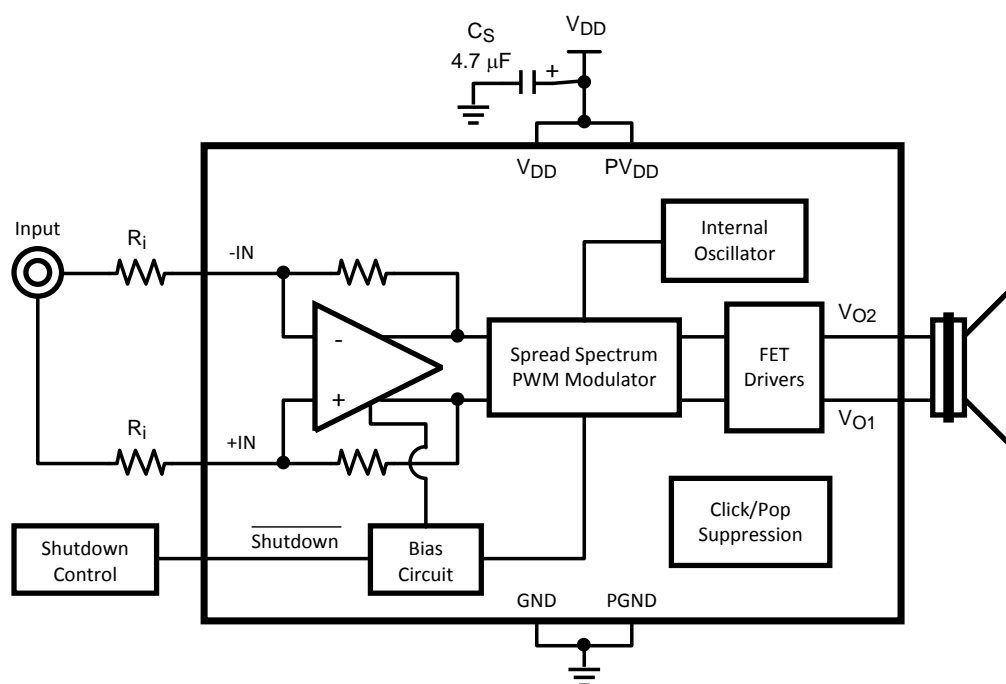 C_S
4.7 μF
+
V_DD
V_DD
PV_DD
Input
R_i
-IN
Internal
Oscillator
-
+
Spread Spectrum
PWM Modulator
FET
Drivers
V_O2
V_O1
R_i
+IN
Click/Pop
Suppression
Shutdown
Control
Shutdown
Bias
Circuit
GND
PGND